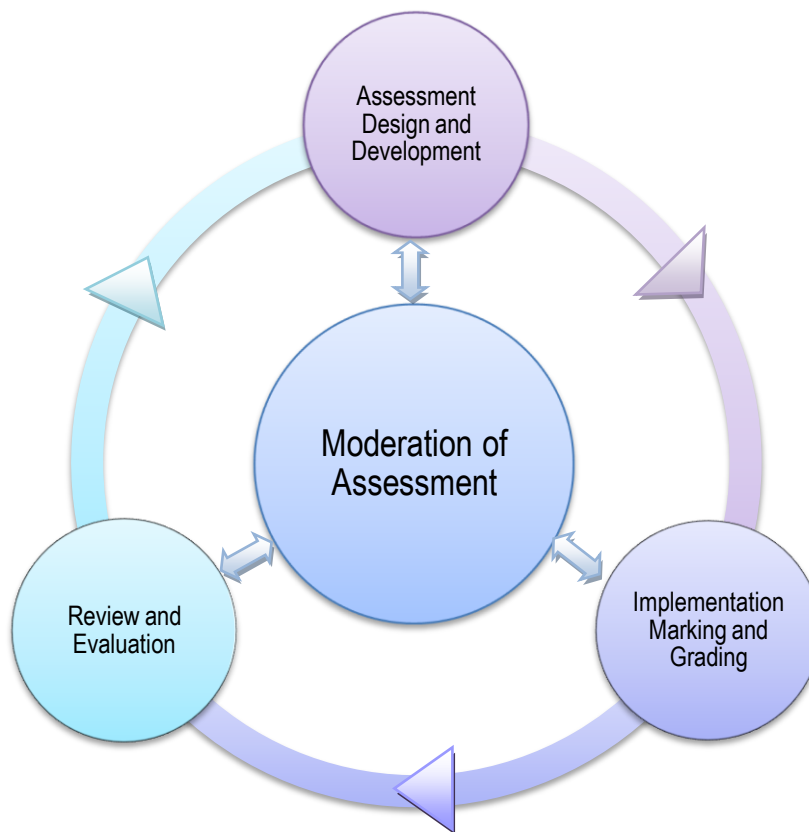 Assessment
Design and
Development
Moderation of
Assessment
Review and
Evaluation
Implementation
Marking and
Grading